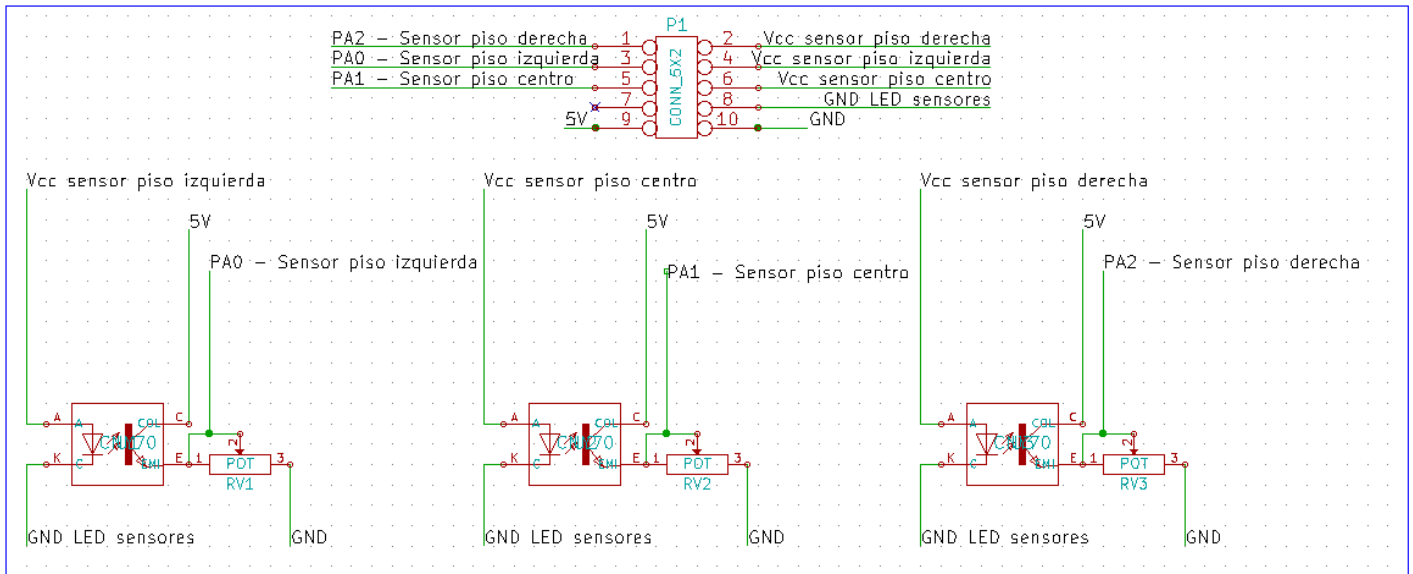 P1
PA2 - Sensor piso derecha 1 2 Vcc sensor piso derecha
PA0 - Sensor piso izquierda 3 4 Vcc sensor piso izquierda
PA1 - Sensor piso centro 5 6 Vcc sensor piso centro
7 8 GND LED sensores
5V 9 10 GND
CONN_5X2
Vcc sensor piso izquierda
5V
PA0 - Sensor piso izquierda
A A COL C
K C EMI E 1 2 POT 3
RV1
GND LED sensores
GND
Vcc sensor piso centro
5V
PA1 - Sensor piso centro
A A COL C
K C EMI E 1 2 POT 3
RV2
GND LED sensores
GND
Vcc sensor piso derecha
5V
PA2 - Sensor piso derecha
A A COL C
K C EMI E 1 2 POT 3
RV3
GND LED sensores
GND